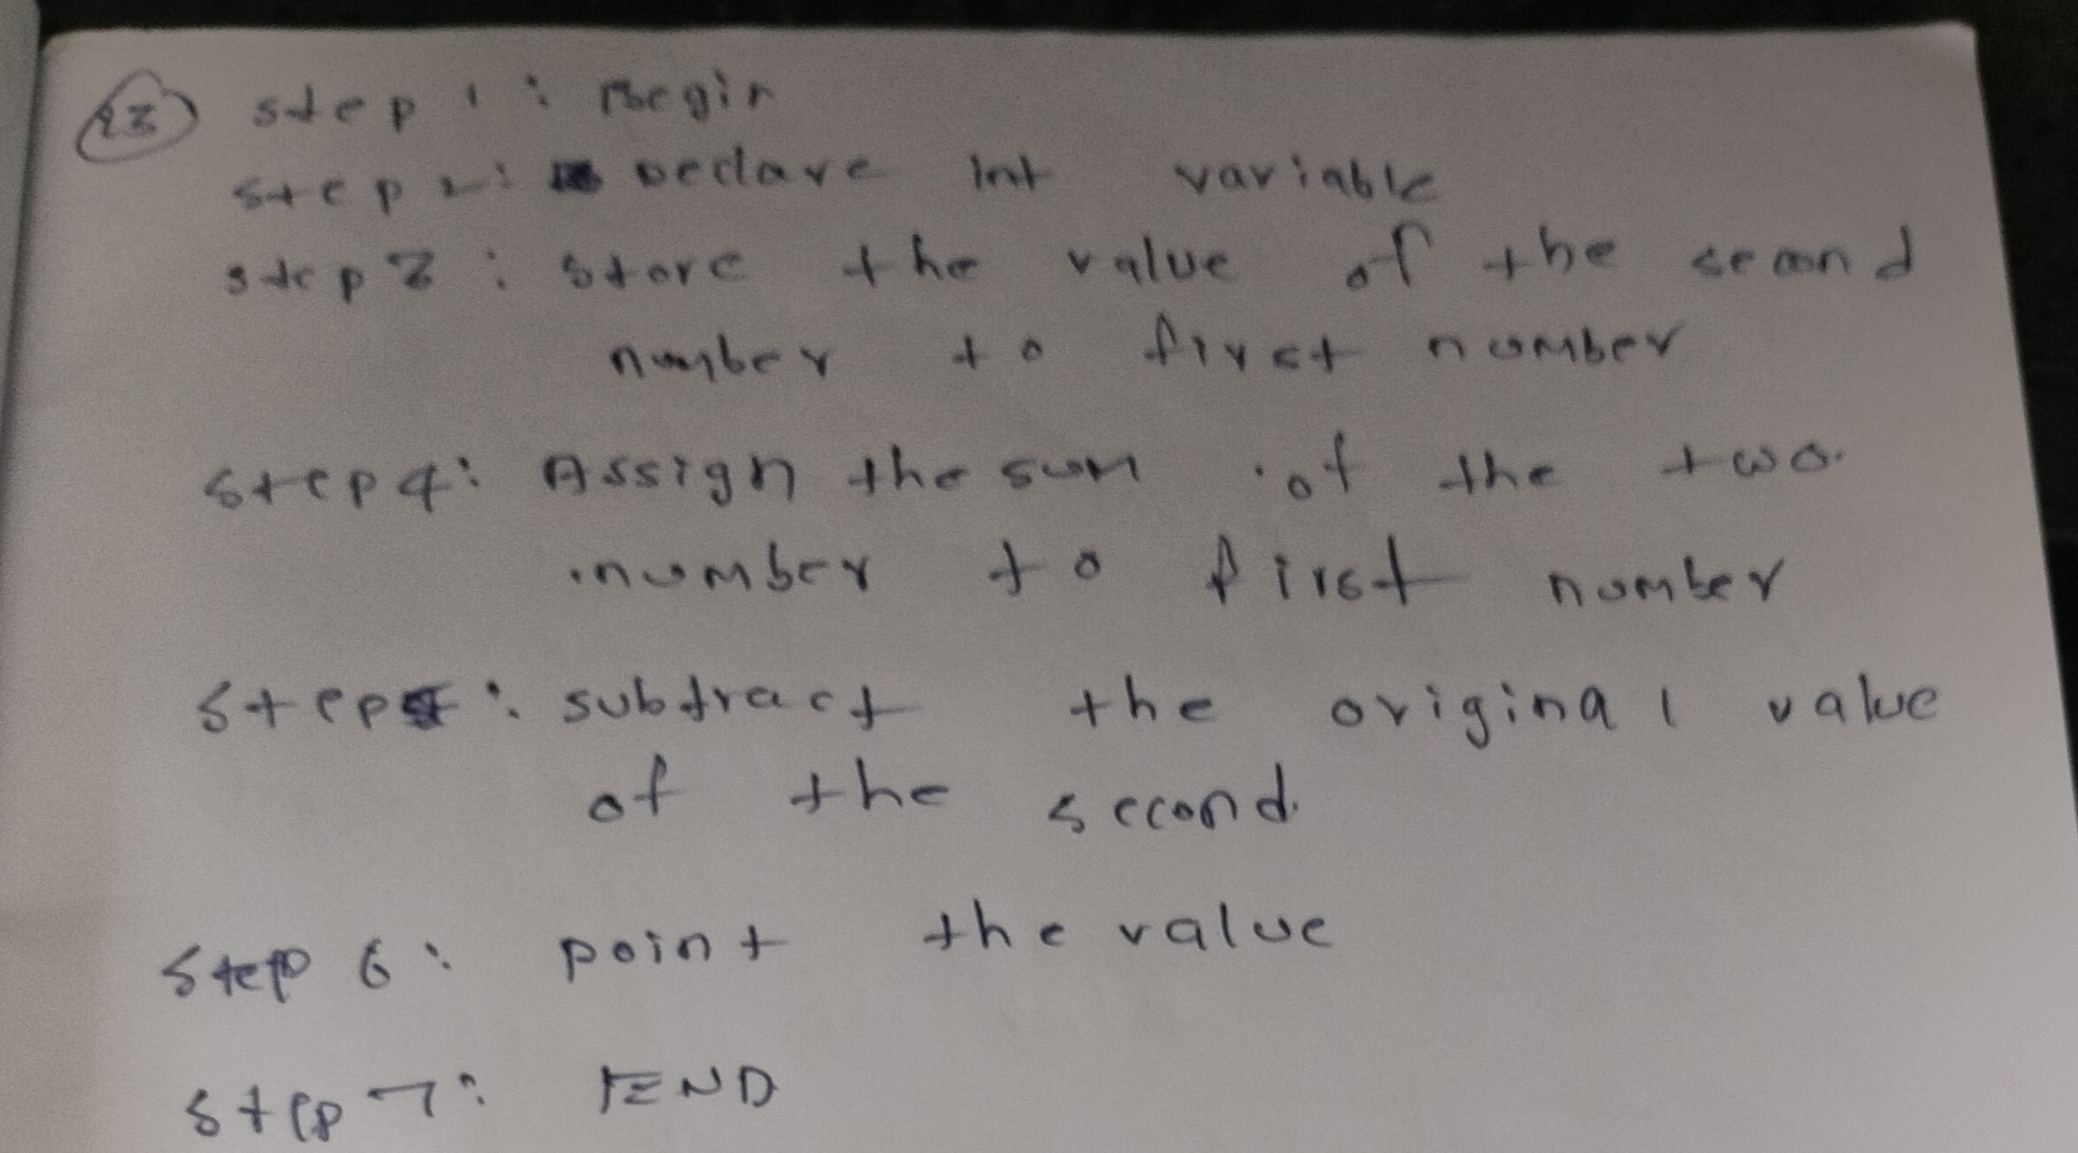 23 step 1 : Begin
step 2 : Declare int variable
step 3 : store the value of the second
number to first number
step 4 : Assign the sum of the two
number to first number
step 5 : subtract the original value
of the second.
step 6 : point the value
step 7 : END